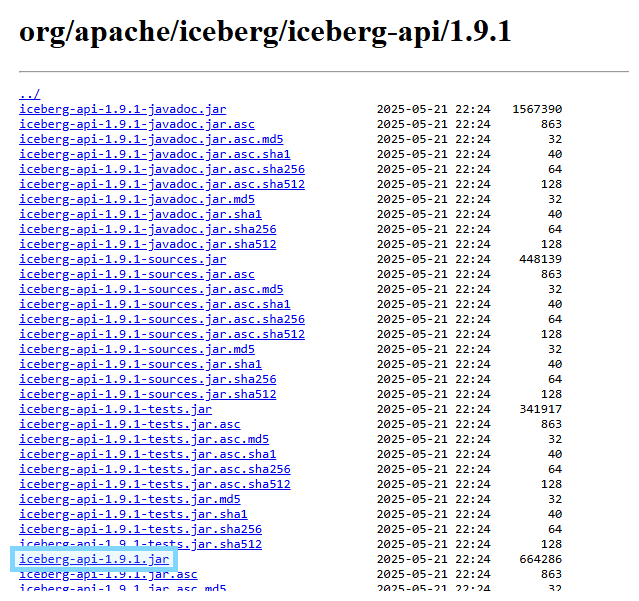 org/apache/iceberg/iceberg-api/1.9.1
../
iceberg-api-1.9.1-javadoc.jar 2025-05-21 22:24 1567390
iceberg-api-1.9.1-javadoc.jar.asc 2025-05-21 22:24 863
iceberg-api-1.9.1-javadoc.jar.asc.md5 2025-05-21 22:24 32
iceberg-api-1.9.1-javadoc.jar.asc.sha1 2025-05-21 22:24 40
iceberg-api-1.9.1-javadoc.jar.asc.sha256 2025-05-21 22:24 64
iceberg-api-1.9.1-javadoc.jar.asc.sha512 2025-05-21 22:24 128
iceberg-api-1.9.1-javadoc.jar.md5 2025-05-21 22:24 32
iceberg-api-1.9.1-javadoc.jar.sha1 2025-05-21 22:24 40
iceberg-api-1.9.1-javadoc.jar.sha256 2025-05-21 22:24 64
iceberg-api-1.9.1-javadoc.jar.sha512 2025-05-21 22:24 128
iceberg-api-1.9.1-sources.jar 2025-05-21 22:24 448139
iceberg-api-1.9.1-sources.jar.asc 2025-05-21 22:24 863
iceberg-api-1.9.1-sources.jar.asc.md5 2025-05-21 22:24 32
iceberg-api-1.9.1-sources.jar.asc.sha1 2025-05-21 22:24 40
iceberg-api-1.9.1-sources.jar.asc.sha256 2025-05-21 22:24 64
iceberg-api-1.9.1-sources.jar.asc.sha512 2025-05-21 22:24 128
iceberg-api-1.9.1-sources.jar.md5 2025-05-21 22:24 32
iceberg-api-1.9.1-sources.jar.sha1 2025-05-21 22:24 40
iceberg-api-1.9.1-sources.jar.sha256 2025-05-21 22:24 64
iceberg-api-1.9.1-sources.jar.sha512 2025-05-21 22:24 128
iceberg-api-1.9.1-tests.jar 2025-05-21 22:24 341917
iceberg-api-1.9.1-tests.jar.asc 2025-05-21 22:24 863
iceberg-api-1.9.1-tests.jar.asc.md5 2025-05-21 22:24 32
iceberg-api-1.9.1-tests.jar.asc.sha1 2025-05-21 22:24 40
iceberg-api-1.9.1-tests.jar.asc.sha256 2025-05-21 22:24 64
iceberg-api-1.9.1-tests.jar.asc.sha512 2025-05-21 22:24 128
iceberg-api-1.9.1-tests.jar.md5 2025-05-21 22:24 32
iceberg-api-1.9.1-tests.jar.sha1 2025-05-21 22:24 40
iceberg-api-1.9.1-tests.jar.sha256 2025-05-21 22:24 64
iceberg-api-1.9.1-tests.jar.sha512 2025-05-21 22:24 128
iceberg-api-1.9.1.jar 2025-05-21 22:24 664286
iceberg-api-1.9.1.jar.asc 2025-05-21 22:24 863
iceberg-api-1.9.1.jar.asc.md5 2025-05-21 22:24 32